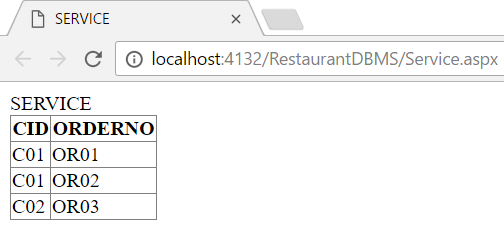 SERVICE
localhost:4132/RestaurantDBMS/Service.aspx
SERVICE
CID ORDERNO
C01 OR01
C01 OR02
C02 OR03